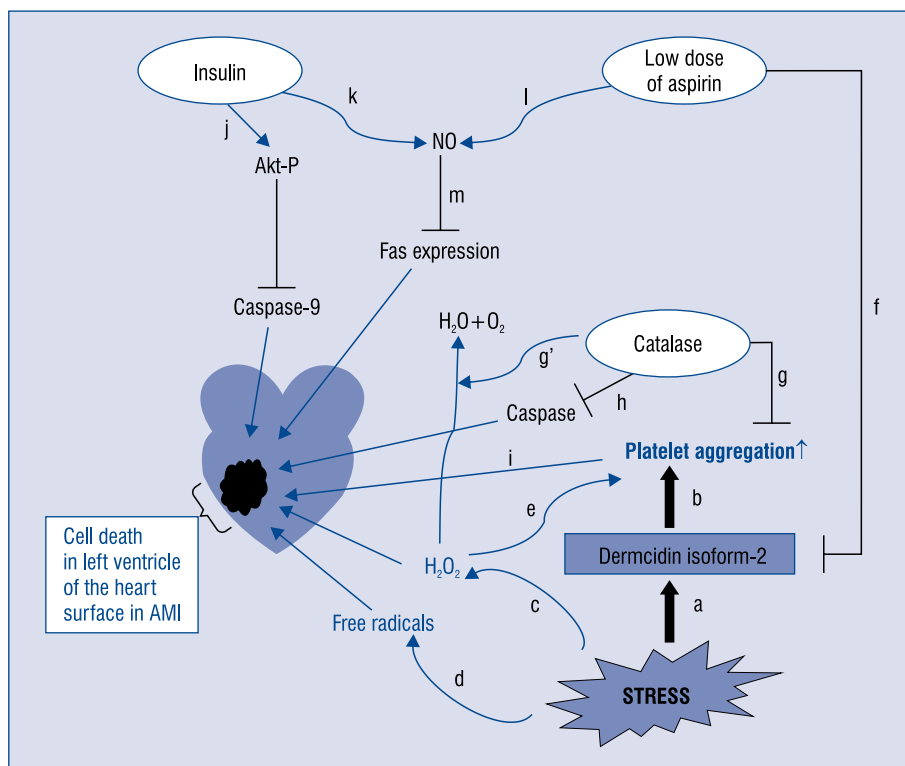 Insulin
Low dose
of aspirin
k
l
j
NO
Akt-P
m
Fas expression
Caspase-9
f
H₂O+O₂
Catalase
g’
g
h
Caspase
Platelet aggregation↑
i
b
e
Cell death
in left ventricle
of the heart
surface in AMI
H₂O₂
Dermcidin isoform-2
c
a
Free radicals
d
STRESS